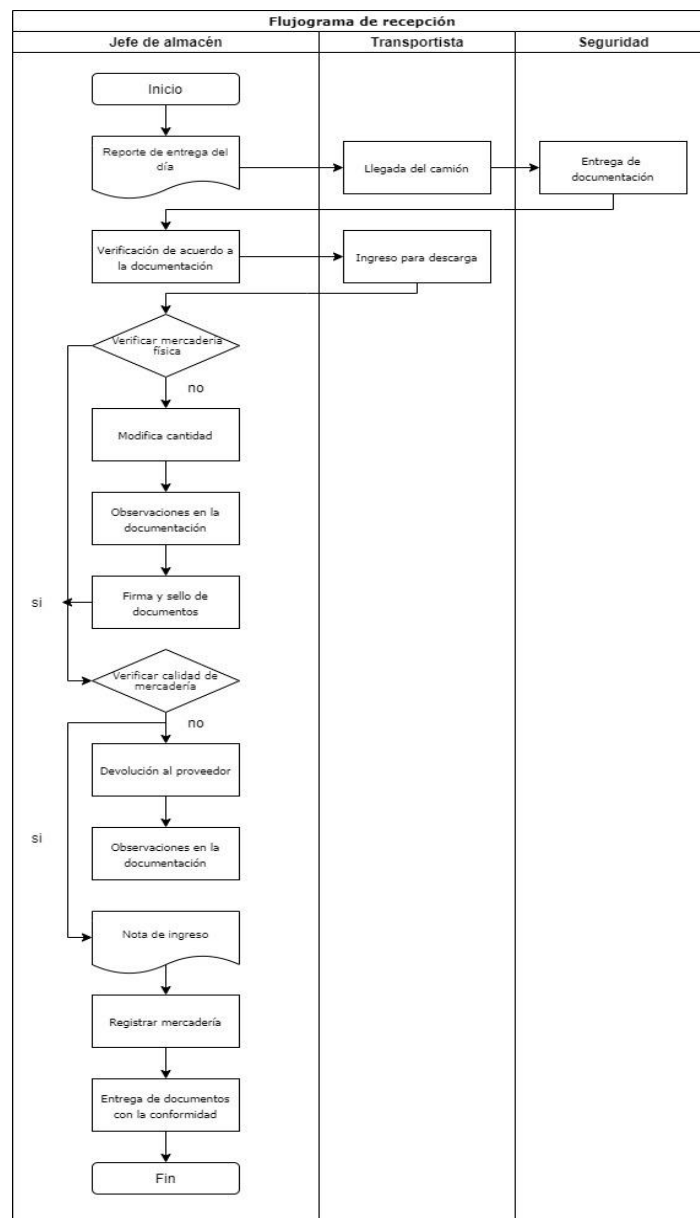 Flujograma de recepción
Jefe de almacén
Transportista
Seguridad
Inicio
Reporte de entrega del
día
Llegada del camión
Entrega de
documentación
Verificación de acuerdo a
la documentación
Ingreso para descarga
Verificar mercadería
física
no
Modifica cantidad
Observaciones en la
documentación
si
Firma y sello de
documentos
Verificar calidad de
mercadería
no
Devolución al proveedor
si
Observaciones en la
documentación
Nota de ingreso
Registrar mercadería
Entrega de documentos
con la conformidad
Fin